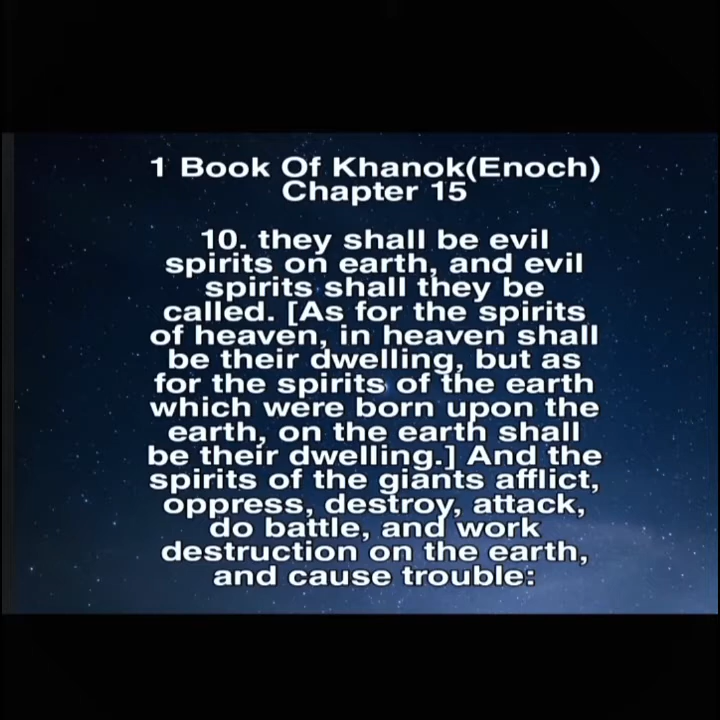 1 Book Of Khanok(Enoch)
Chapter 15
10. they shall be evil
spirits on earth, and evil
spirits shall they be
called. [As for the spirits
of heaven, in heaven shall
be their dwelling, but as
for the spirits of the earth
which were born upon the
earth, on the earth shall
be their dwelling.] And the
spirits of the giants afflict,
oppress, destroy, attack,
do battle, and work
destruction on the earth,
and cause trouble: